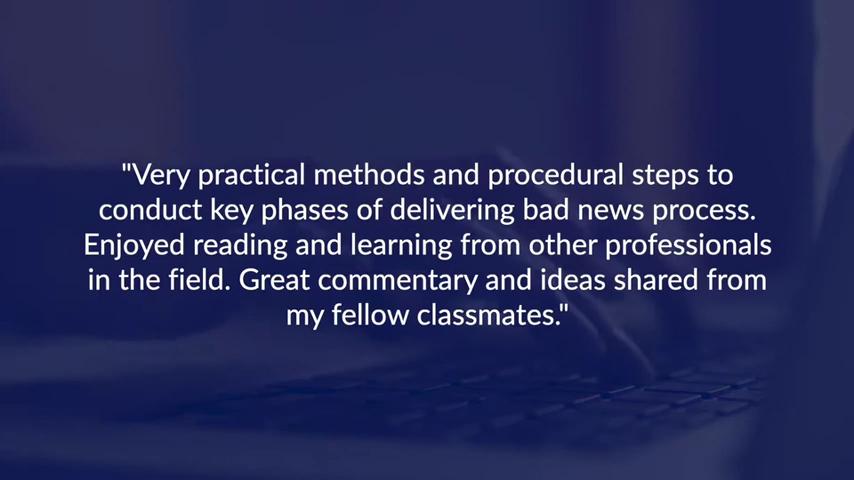 "Very practical methods and procedural steps to
conduct key phases of delivering bad news process.
Enjoyed reading and learning from other professionals
in the field. Great commentary and ideas shared from
my fellow classmates."